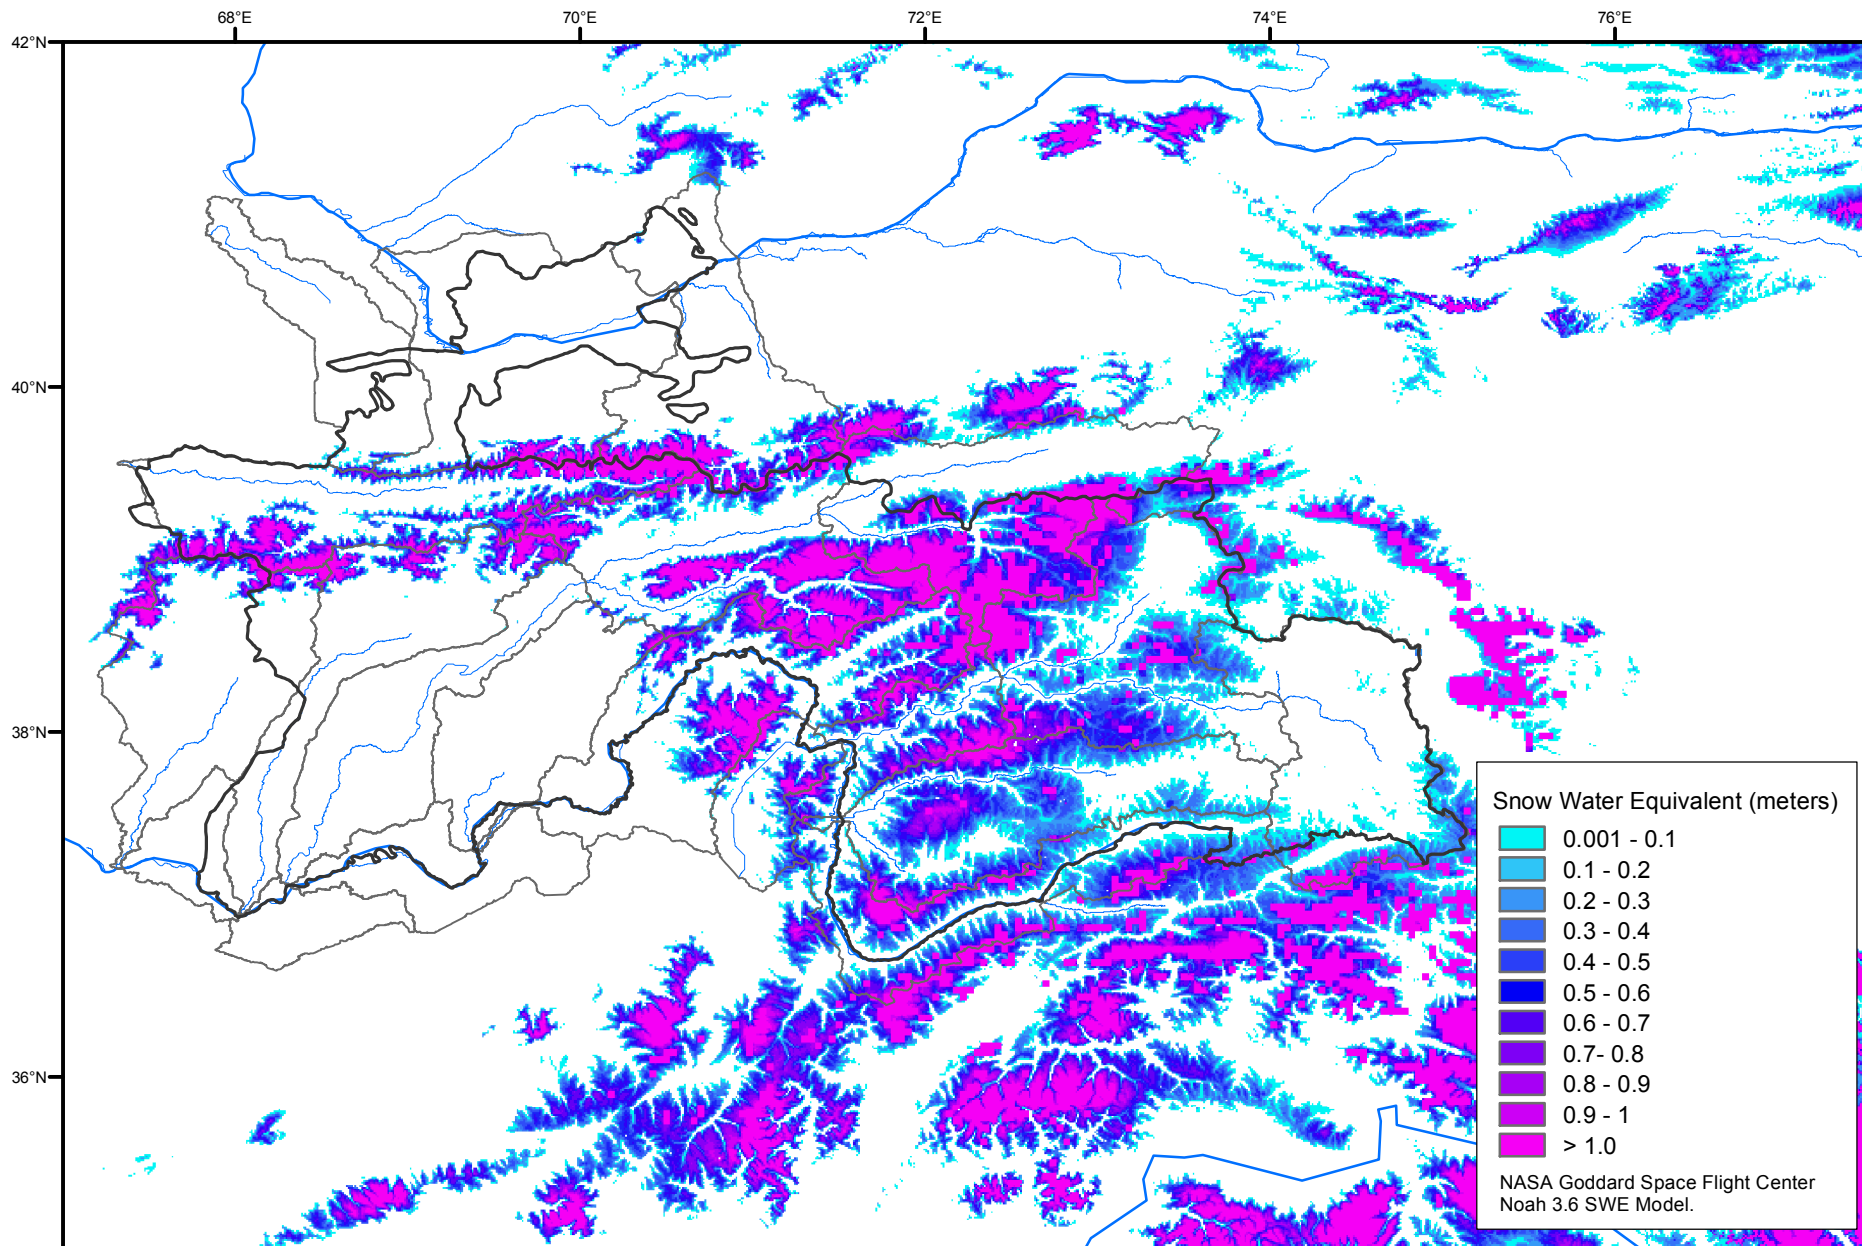 68°E 70°E 72°E 74°E 76°E
42°N
40°N
38°N
36°N
Snow Water Equivalent (meters)
0.001 - 0.1
0.1 - 0.2
0.2 - 0.3
0.3 - 0.4
0.4 - 0.5
0.5 - 0.6
0.6 - 0.7
0.7- 0.8
0.8 - 0.9
0.9 - 1
> 1.0
NASA Goddard Space Flight Center
Noah 3.6 SWE Model.